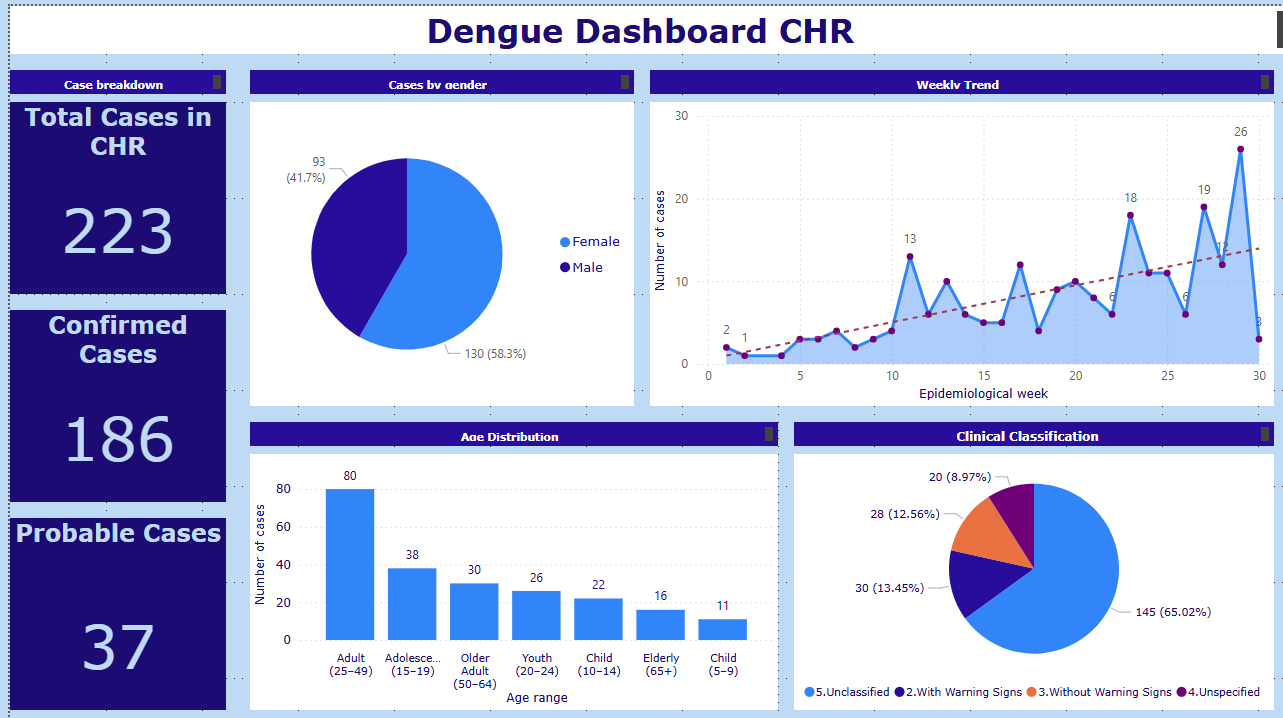 Dengue Dashboard CHR
Case breakdown
Total Cases in
CHR
223
Confirmed
Cases
186
Probable Cases
37
Cases by gender
93
(41.7%)
130 (58.3%)
Female
Male
Weekly Trend
Number of cases
30
20
10
0
2
1
13
18
6
6
19
12
26
3
0
5
10
15
20
25
30
Epidemiological week
Age Distribution
Number of cases
80
60
40
20
0
80
38
30
26
22
16
11
Adult
(25–49)
Adolesce...
(15–19)
Older
Adult
(50–64)
Youth
(20–24)
Child
(10–14)
Elderly
(65+)
Child
(5–9)
Age range
Clinical Classification
20 (8.97%)
28 (12.56%)
30 (13.45%)
145 (65.02%)
5.Unclassified
2.With Warning Signs
3.Without Warning Signs
4.Unspecified